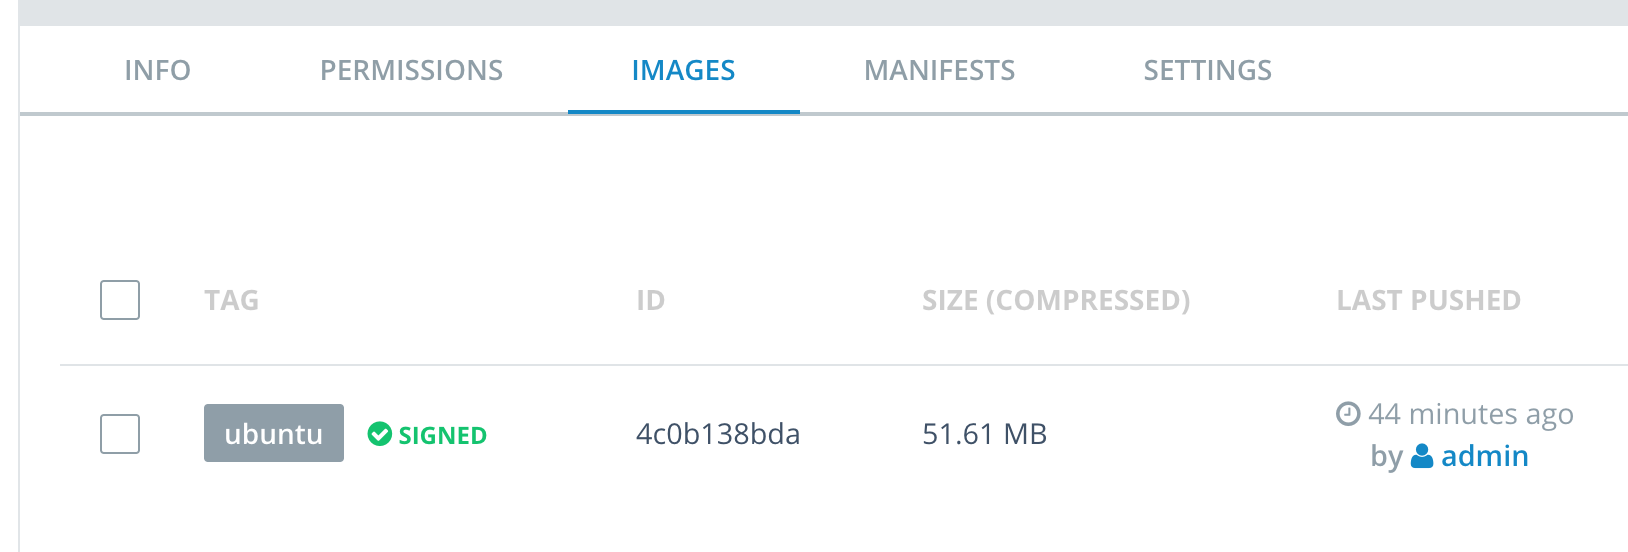 INFO PERMISSIONS IMAGES MANIFESTS SETTINGS
TAG ID SIZE (COMPRESSED) LAST PUSHED
ubuntu SIGNED 4c0b138bda 51.61 MB 44 minutes ago
by admin